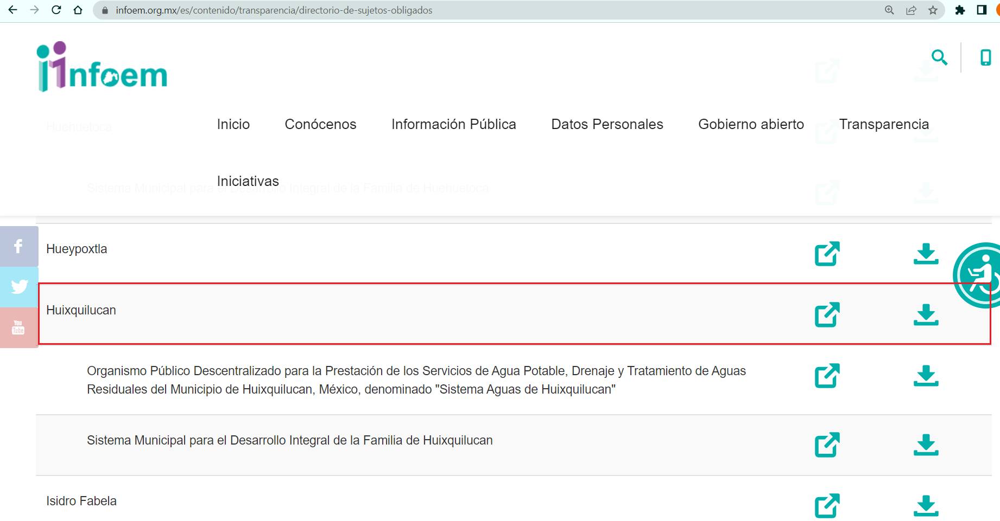 infoem.org.mx/es/contenido/transparencia/directorio-de-sujetos-obligados
infoem
Huehuetoca
Inicio Conócenos Información Pública Datos Personales Gobierno abierto Transparencia
Iniciativas
Sistema Municipal para el Desarrollo Integral de la Familia de Huehuetoca
Hueypoxtla
Huixquilucan
You
Tube
Organismo Público Descentralizado para la Prestación de los Servicios de Agua Potable, Drenaje y Tratamiento de Aguas
Residuales del Municipio de Huixquilucan, México, denominado "Sistema Aguas de Huixquilucan"
Sistema Municipal para el Desarrollo Integral de la Familia de Huixquilucan
Isidro Fabela